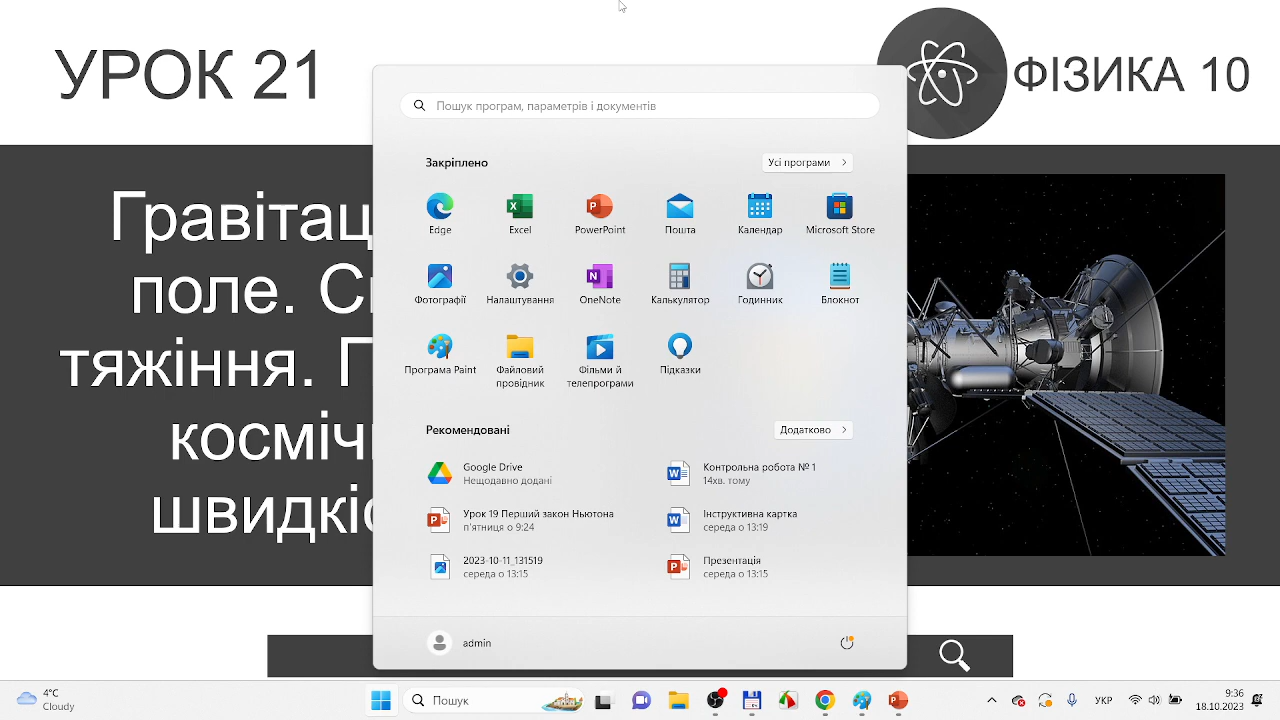 УРОК 21
ФІЗИКА 10
Гравітац
поле. С
тяжіння. Г
косміч
швидкіс
Пошук програм, параметрів і документів
Закріплено
Усі програми
Edge
Excel
PowerPoint
Пошта
Календар
Microsoft Store
Фотографії
Налаштування
OneNote
Калькулятор
Годинник
Блокнот
Програма Paint
Файловий
провідник
Фільми й
телепрограми
Підказки
Рекомендовані
Додатково
Google Drive
Нещодавно додані
Контрольна робота № 1
14хв. тому
Урок 19.Перший закон Ньютона
п'ятниця о 9:24
Інструктивна картка
середа о 13:19
2023-10-11_131519
середа о 13:15
Презентація
середа о 13:15
admin
4°C
Cloudy
Пошук
УКР
9:36
18.10.2023